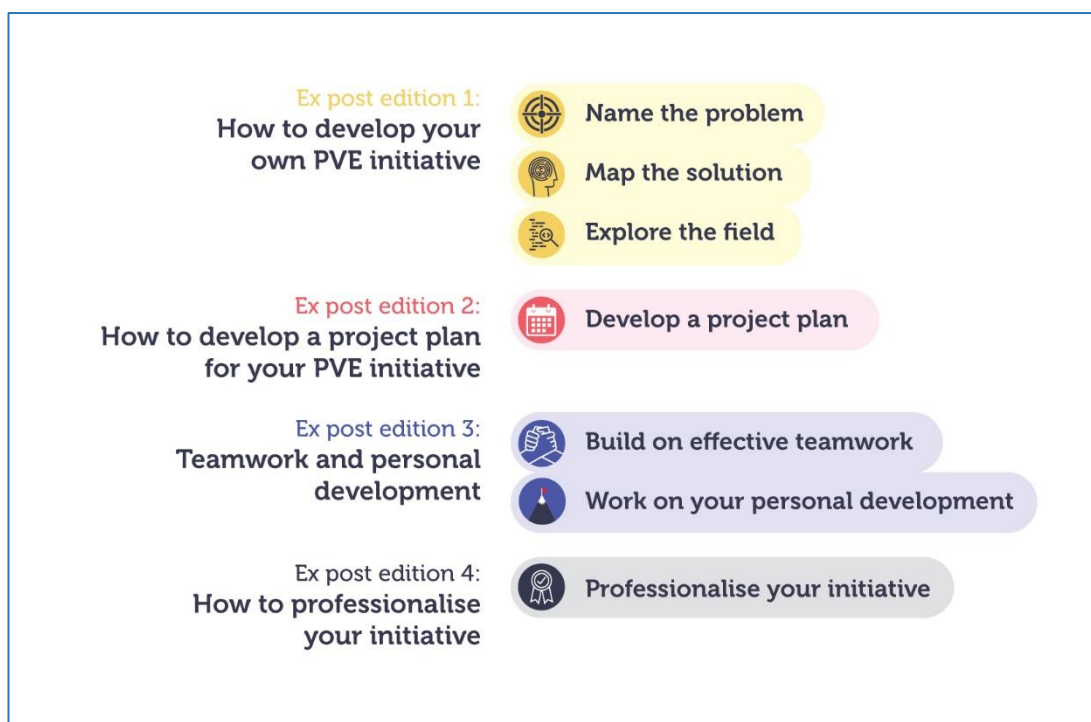 Ex post edition 1:
How to develop your
own PVE initiative
Name the problem
Map the solution
Explore the field
Ex post edition 2:
How to develop a project plan
for your PVE initiative
Develop a project plan
Ex post edition 3:
Teamwork and personal
development
Build on effective teamwork
Work on your personal development
Ex post edition 4:
How to professionalise
your initiative
Professionalise your initiative